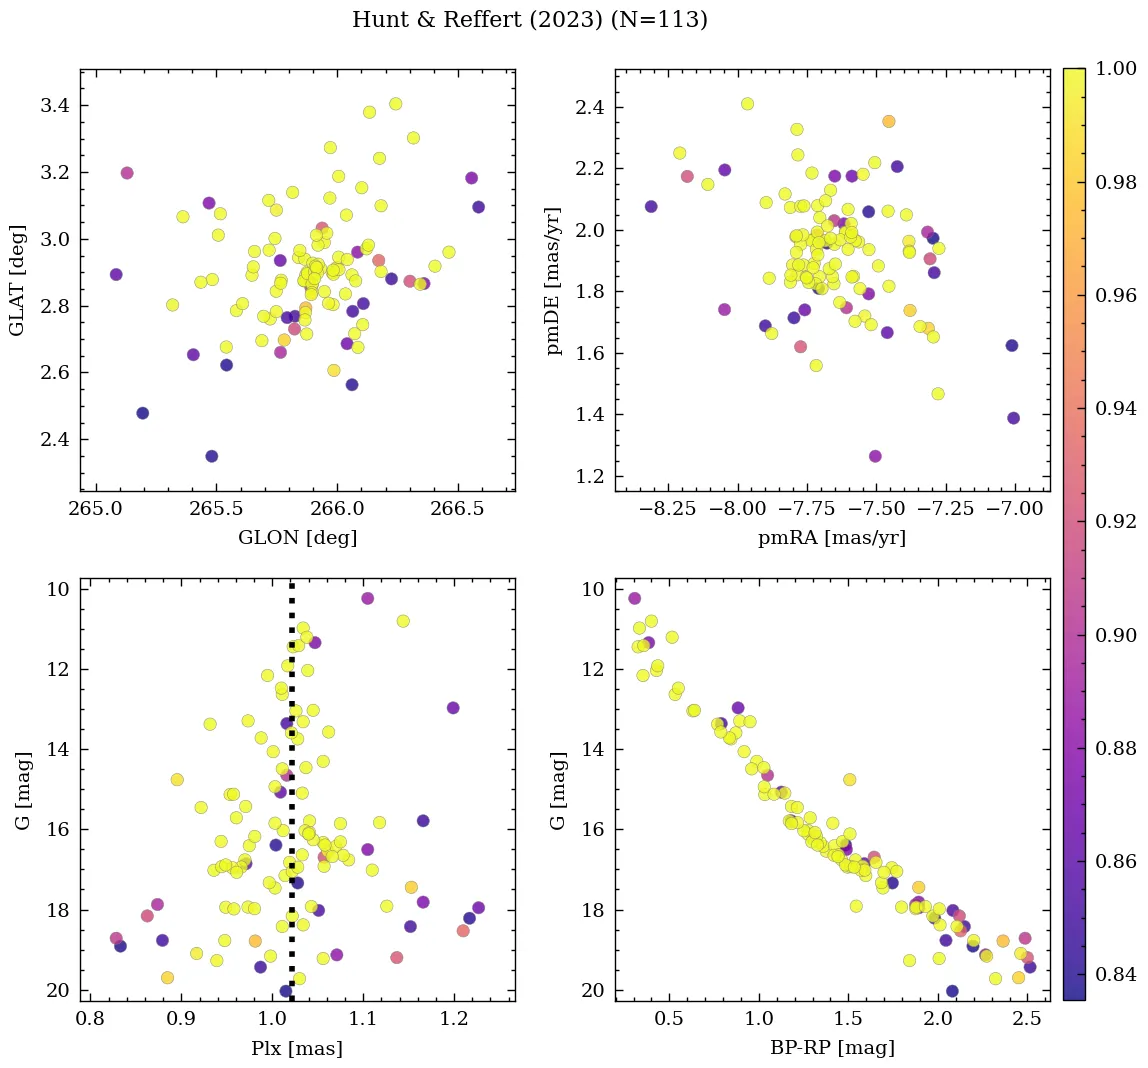 Hunt & Reffert (2023) (N=113)
3.4
3.2
3.0
2.8
2.6
2.4
GLAT [deg]
265.0 265.5 266.0 266.5
GLON [deg]
2.4
2.2
2.0
1.8
1.6
1.4
1.2
pmDE [mas/yr]
−8.25 −8.00 −7.75 −7.50 −7.25 −7.00
pmRA [mas/yr]
10
12
14
16
18
20
G [mag]
0.8 0.9 1.0 1.1 1.2
Plx [mas]
10
12
14
16
18
20
G [mag]
0.5 1.0 1.5 2.0 2.5
BP-RP [mag]
1.00
0.98
0.96
0.94
0.92
0.90
0.88
0.86
0.84